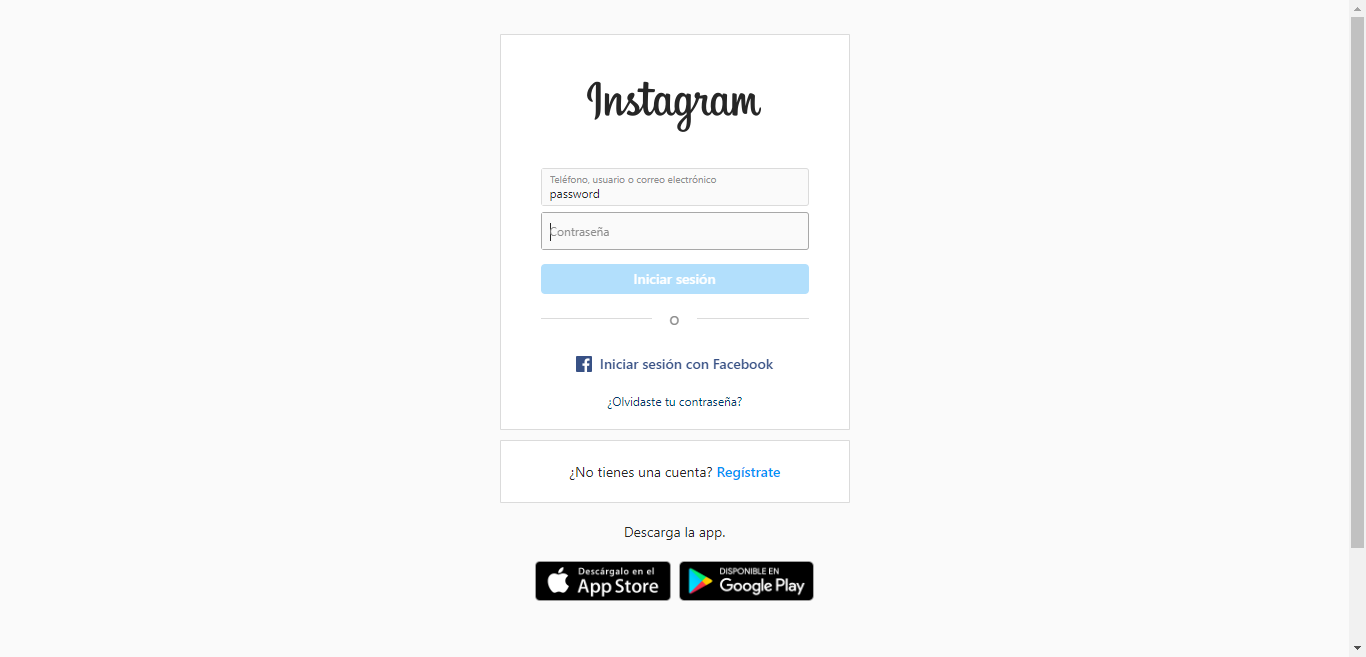 Instagram
Teléfono, usuario o correo electrónico
password
Contraseña
Iniciar sesión
O
Iniciar sesión con Facebook
¿Olvidaste tu contraseña?
¿No tienes una cuenta? Regístrate
Descarga la app.
Descárgalo en el
App Store
DISPONIBLE EN
Google Play